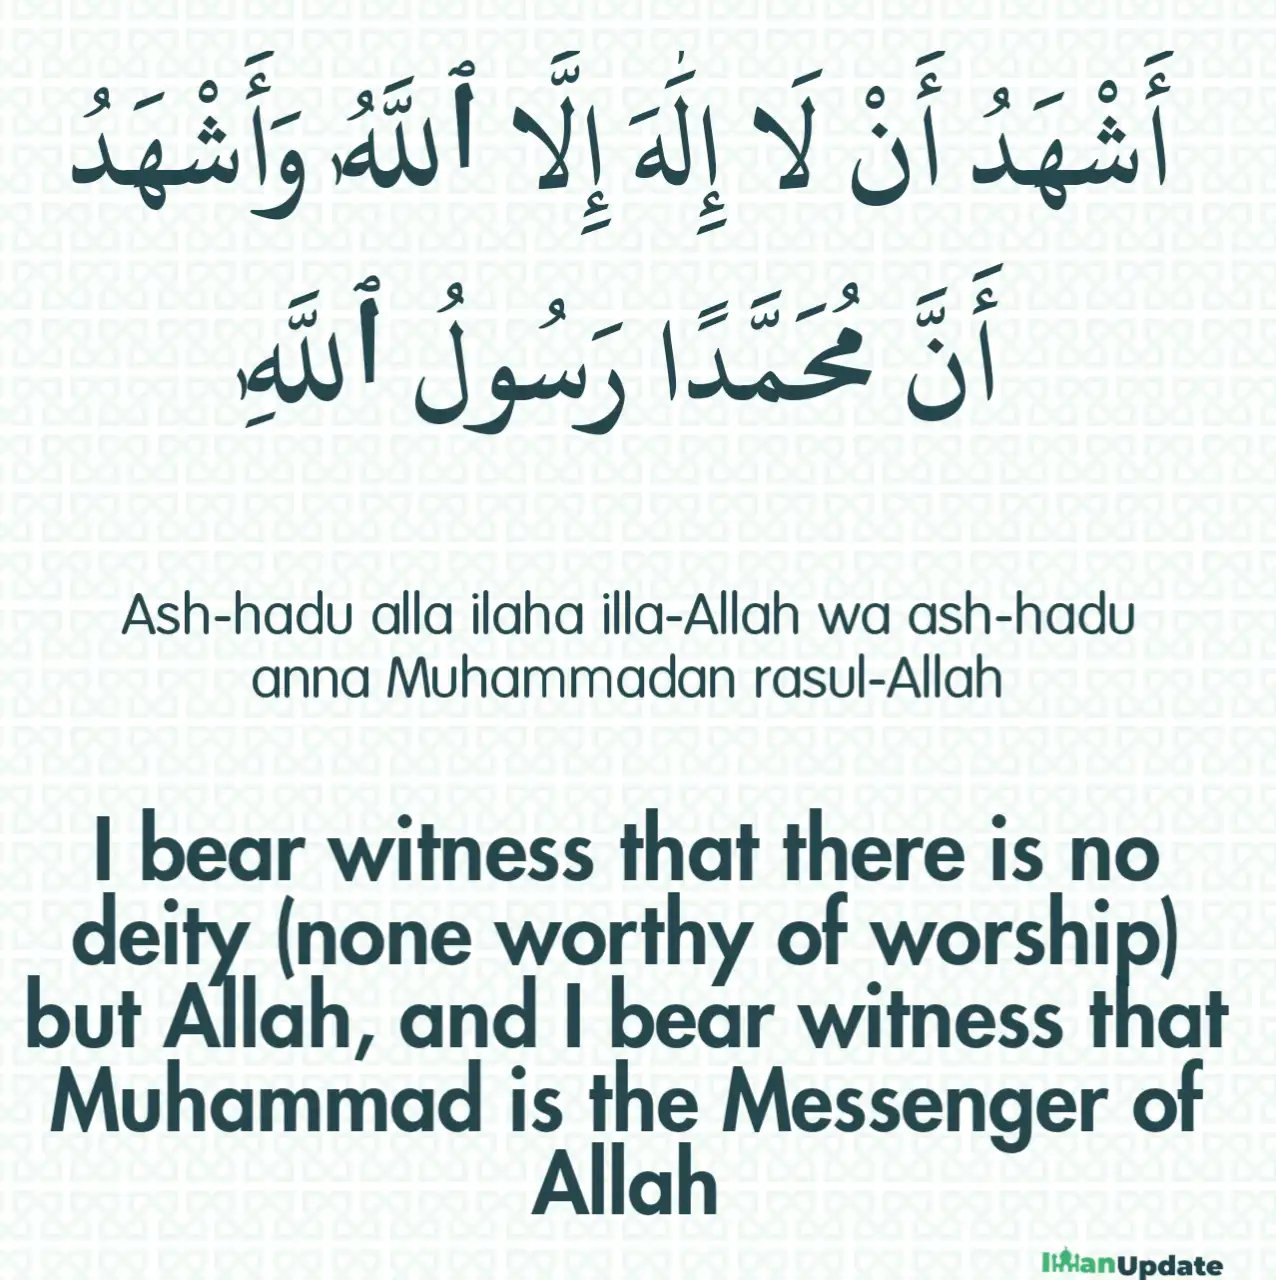 أَشْهَدُ أَنْ لَا إِلَٰهَ إِلَّا ٱللَّهُ وَأَشْهَدُ
أَنَّ مُحَمَّدًا رَسُولُ ٱللَّهِ
Ash-hadu alla ilaha illa-Allah wa ash-hadu
anna Muhammadan rasul-Allah
I bear witness that there is no
deity (none worthy of worship)
but Allah, and I bear witness that
Muhammad is the Messenger of
Allah
ImanUpdate